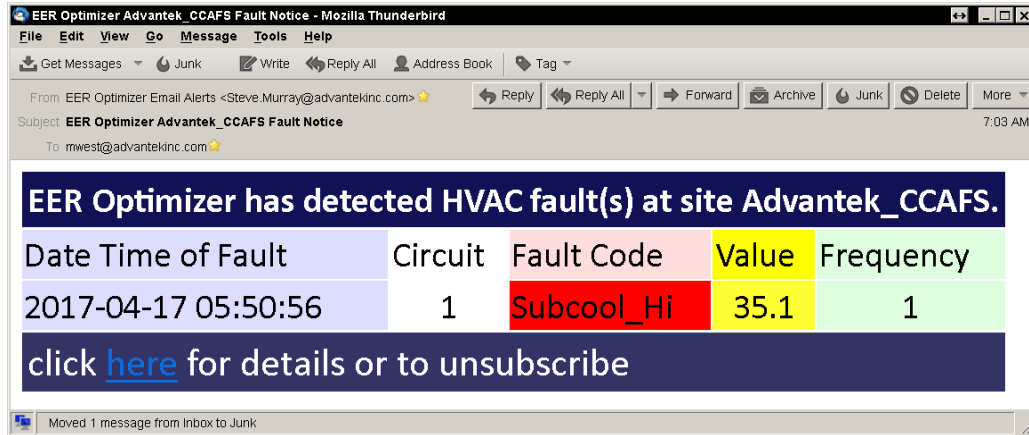 EER Optimizer Advantek_CCAFS Fault Notice - Mozilla Thunderbird
File Edit View Go Message Tools Help
Get Messages Junk Write Reply All Address Book Tag
From EER Optimizer Email Alerts <Steve.Murray@advantekinc.com> Reply Reply All Forward Archive Junk Delete More
Subject EER Optimizer Advantek_CCAFS Fault Notice 7:03 AM
To mwest@advantekinc.com
EER Optimizer has detected HVAC fault(s) at site Advantek_CCAFS.
Date Time of Fault Circuit Fault Code Value Frequency
2017-04-17 05:50:56 1 Subcool_Hi 35.1 1
click here for details or to unsubscribe
Moved 1 message from Inbox to Junk